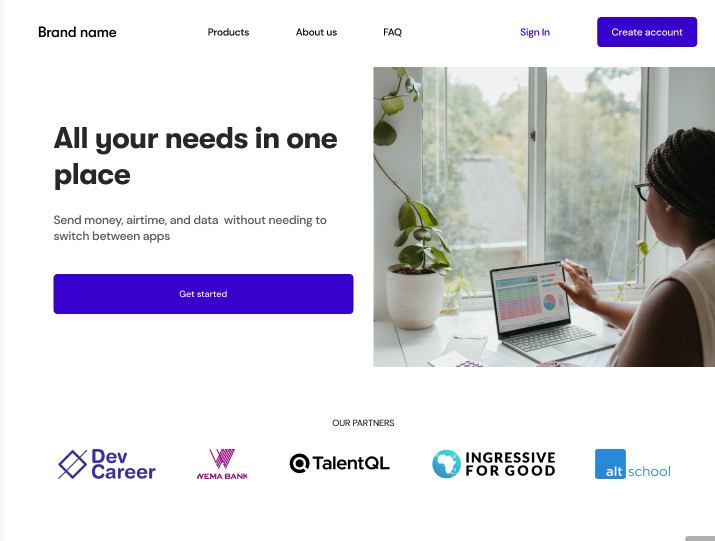 Brand name
Products
About us
FAQ
Sign In
Create account
All your needs in one
place
Send money, airtime, and data  without needing to
switch between apps
Get started
OUR PARTNERS
Dev
Career
WEMA BANK
TalentQL
INGRESSIVE
FOR GOOD
alt school